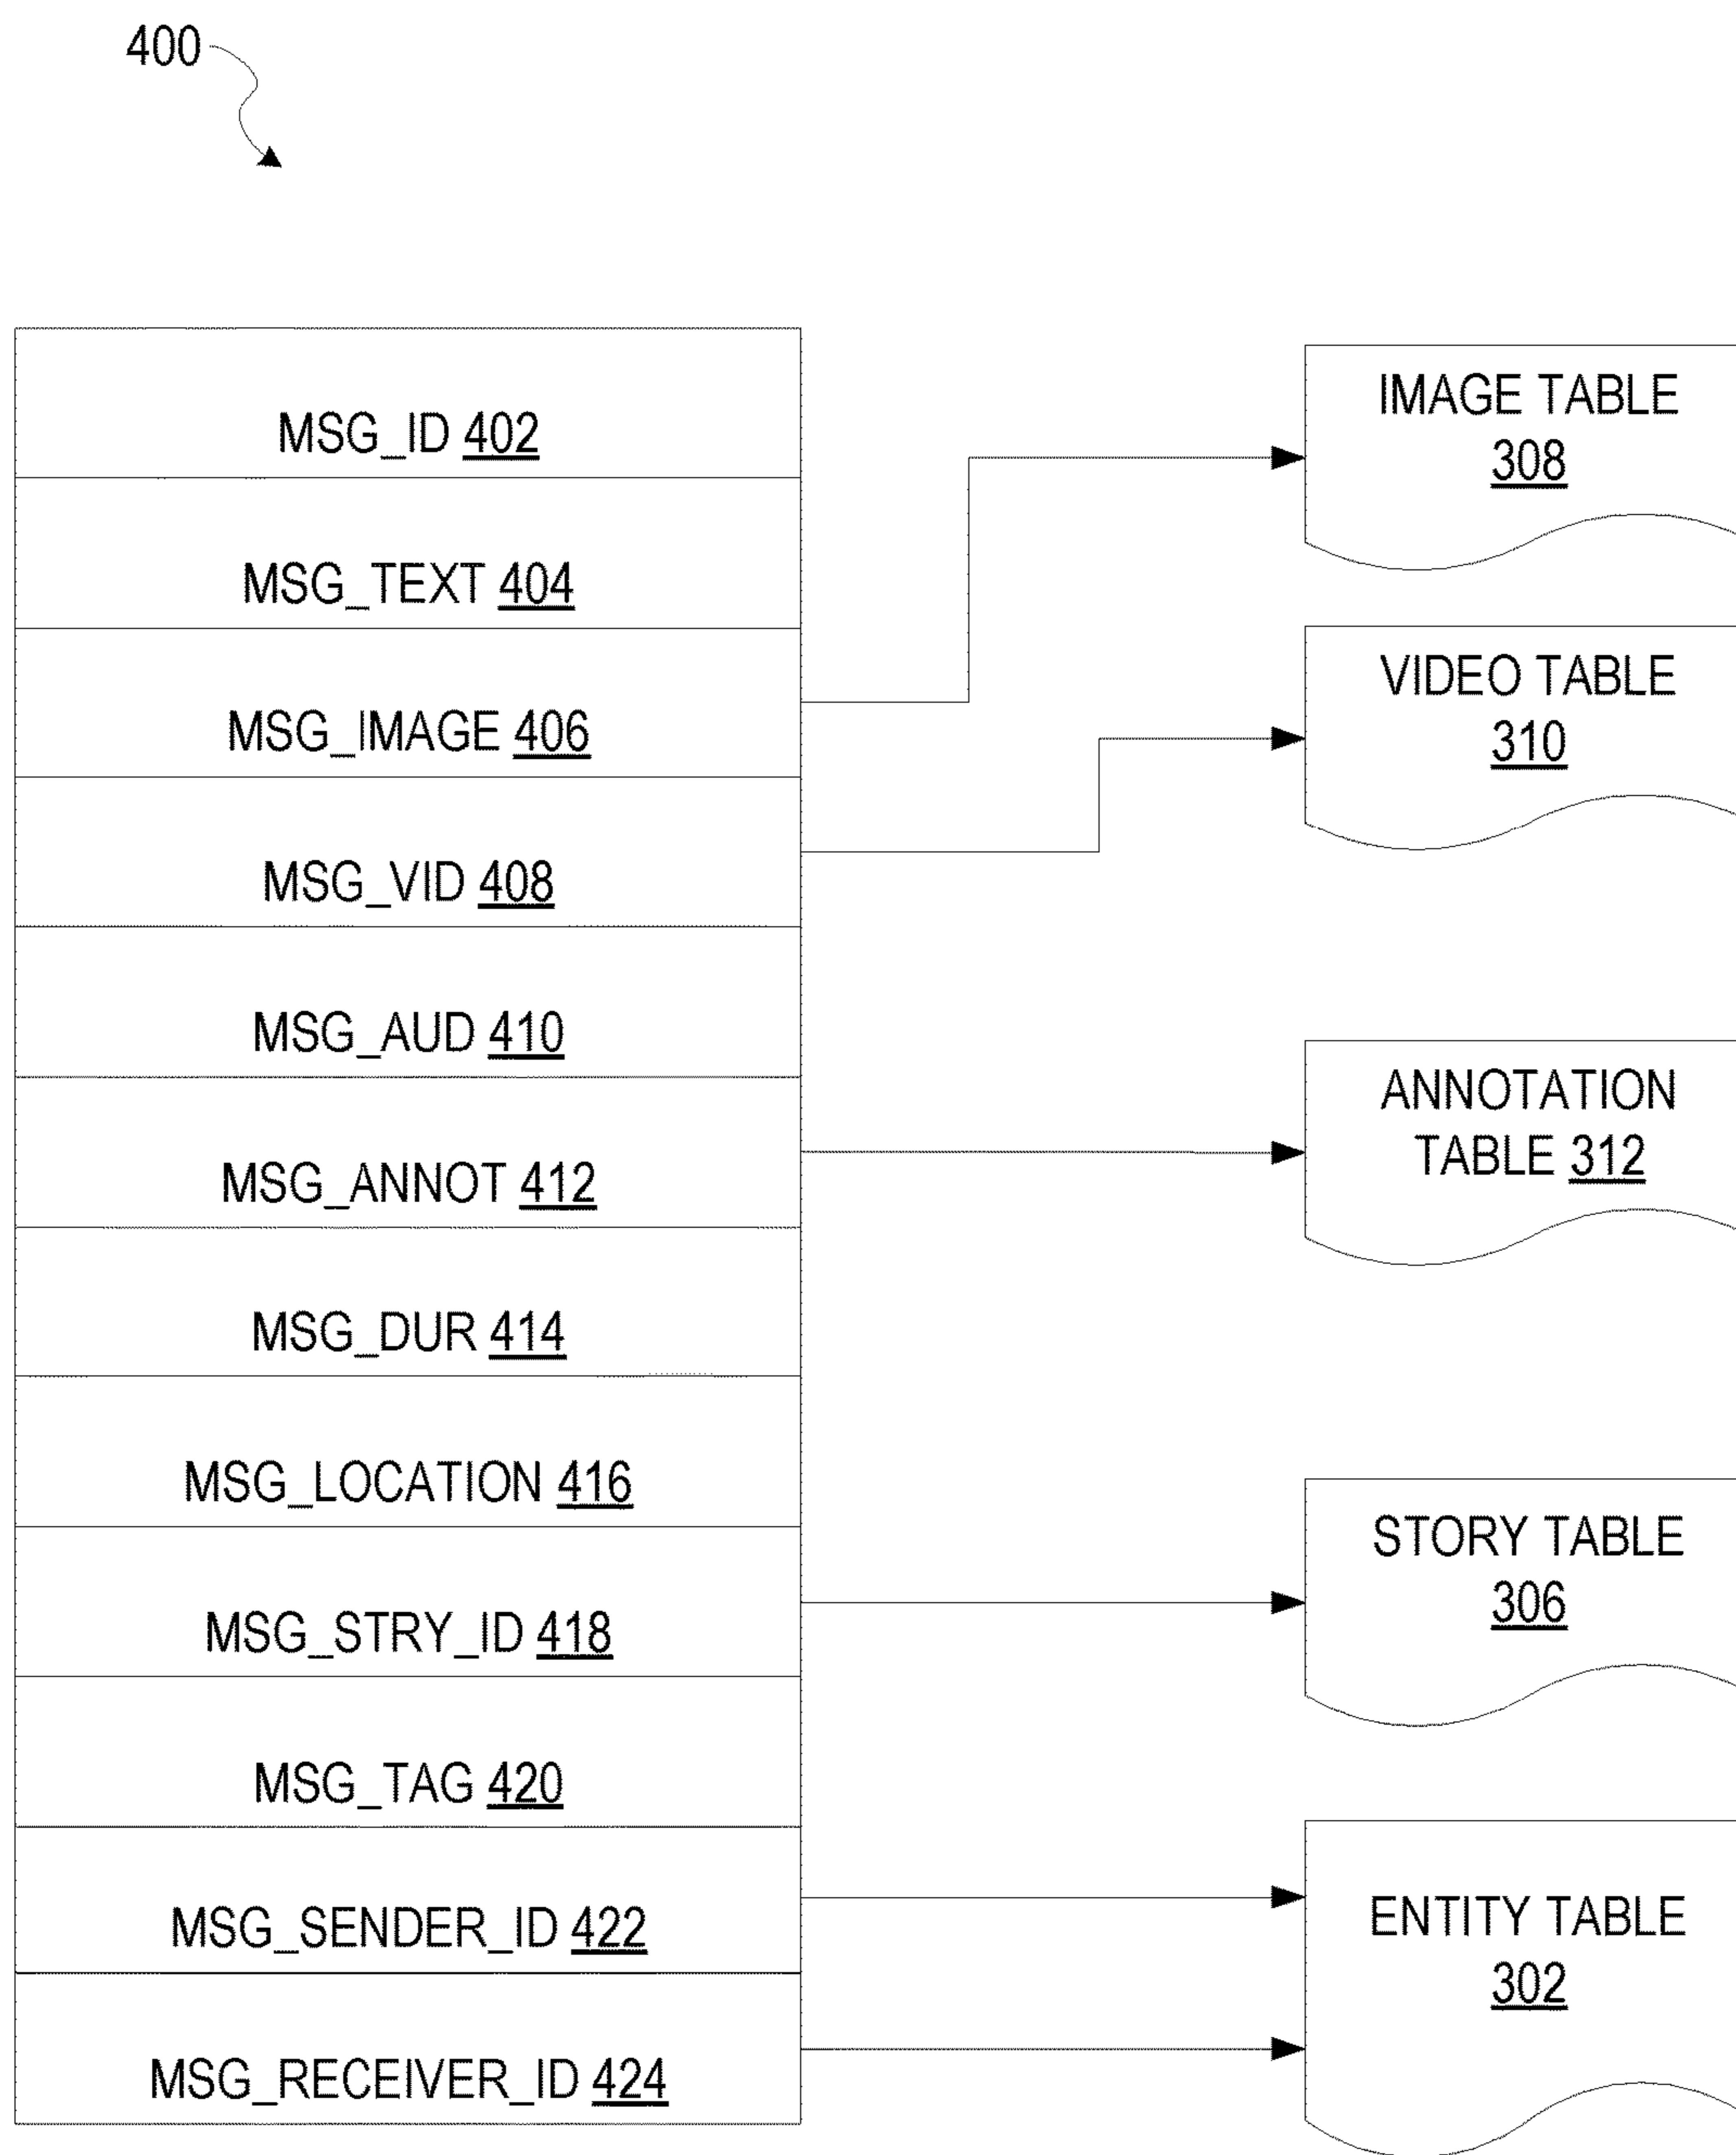 400
MSG_ID 402
MSG_TEXT 404
MSG_IMAGE 406
MSG_VID 408
MSG_AUD 410
MSG_ANNOT 412
MSG_DUR 414
MSG_LOCATION 416
MSG_STRY_ID 418
MSG_TAG 420
MSG_SENDER_ID 422
MSG_RECEIVER_ID 424
IMAGE TABLE
308
VIDEO TABLE
310
ANNOTATION
TABLE 312
STORY TABLE
306
ENTITY TABLE
302